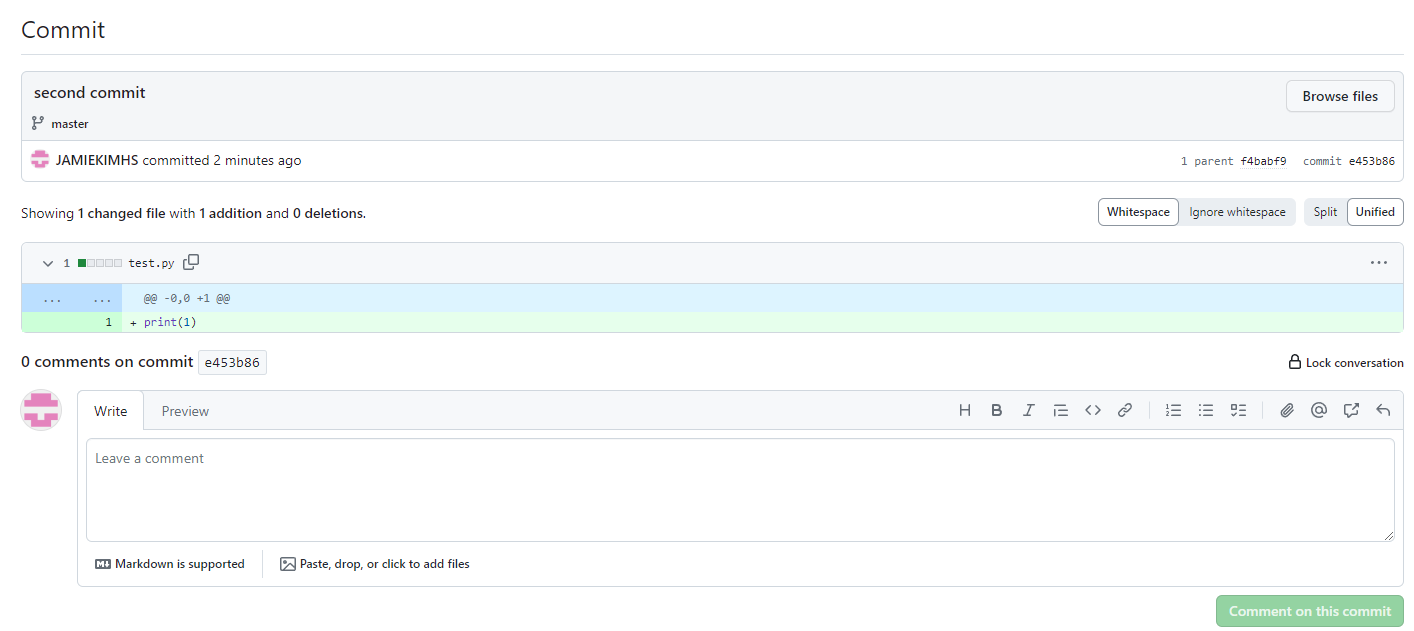 Commit
second commit
Browse files
master
JAMIEKIMHS committed 2 minutes ago
1 parent f4babf9 commit e453b86
Showing 1 changed file with 1 addition and 0 deletions.
Whitespace Ignore whitespace Split Unified
1 test.py
... ... @@ -0,0 +1 @@
1 + print(1)
0 comments on commit e453b86
Lock conversation
Write Preview
Leave a comment
Markdown is supported
Paste, drop, or click to add files
Comment on this commit